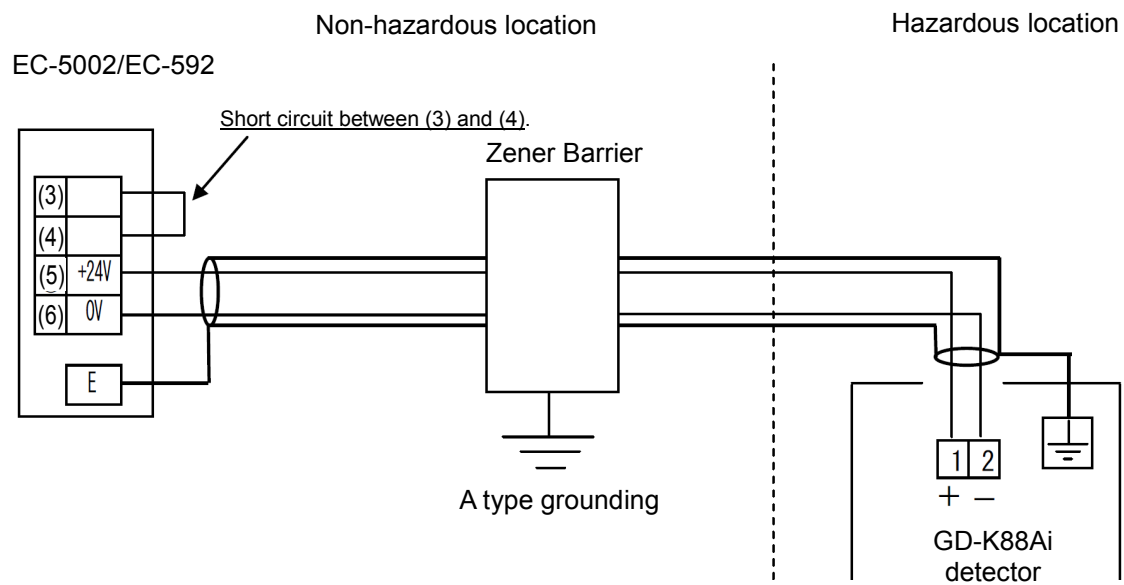 Non-hazardous location
Hazardous location
EC-5002/EC-592
Short circuit between (3) and (4).
Zener Barrier
(3)
(4)
(5) +24V
(6) 0V
E
A type grounding
1 2
+ −
GD-K88Ai
detector